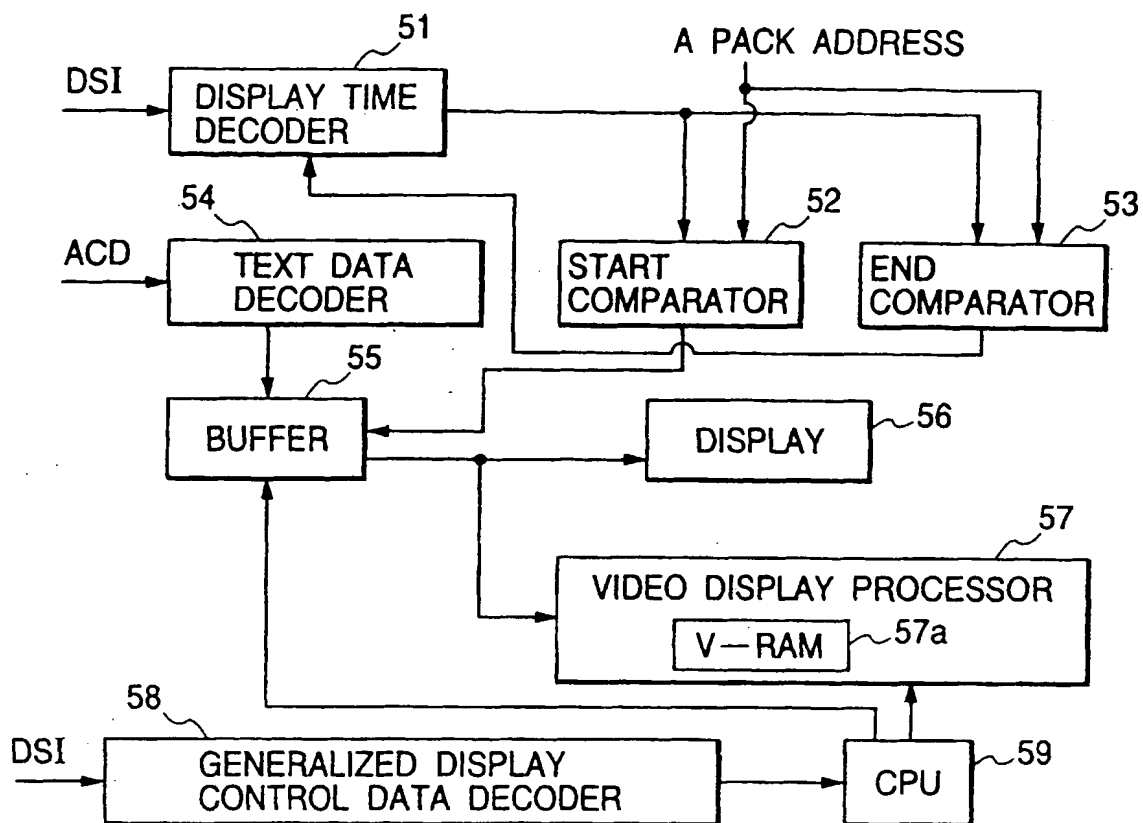 51
A PACK ADDRESS
DSI
DISPLAY TIME
DECODER
54
52
53
ACD
TEXT DATA
DECODER
START
COMPARATOR
END
COMPARATOR
55
BUFFER
56
DISPLAY
57
VIDEO DISPLAY PROCESSOR
V—RAM
57a
58
DSI
GENERALIZED DISPLAY
CONTROL DATA DECODER
CPU
59